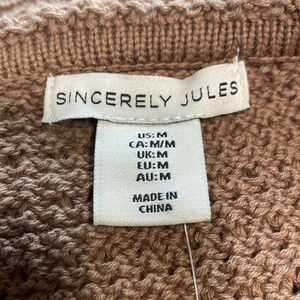 SINCERELY JULES
US: M
CA: M/M
UK: M
EU: M
AU: M
MADE IN
CHINA